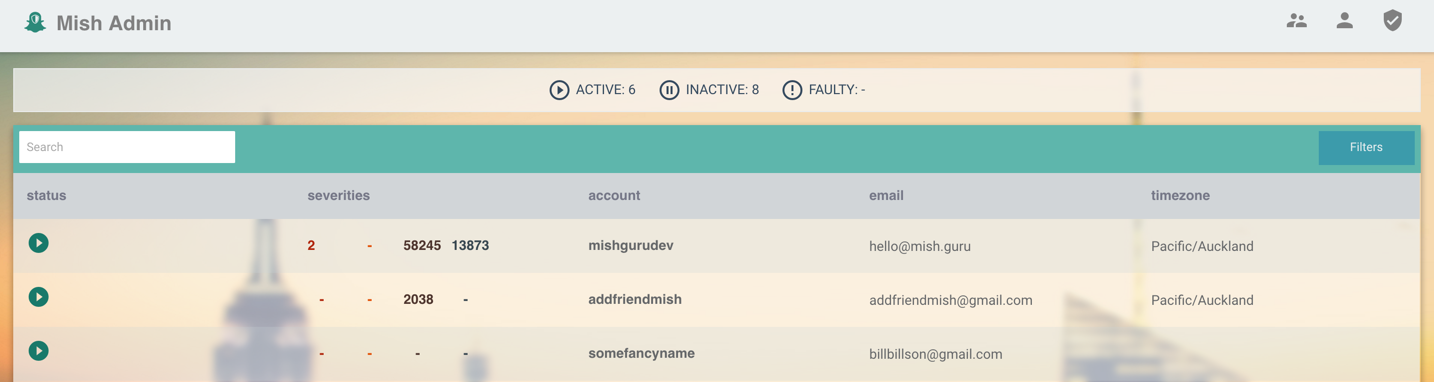 Mish Admin
ACTIVE: 6 INACTIVE: 8 FAULTY: -
Search Filters
status severities account email timezone
2 - 58245 13873 mishgurudev hello@mish.guru Pacific/Auckland
- - 2038 - addfriendmish addfriendmish@gmail.com Pacific/Auckland
- - - - somefancyname billbillson@gmail.com